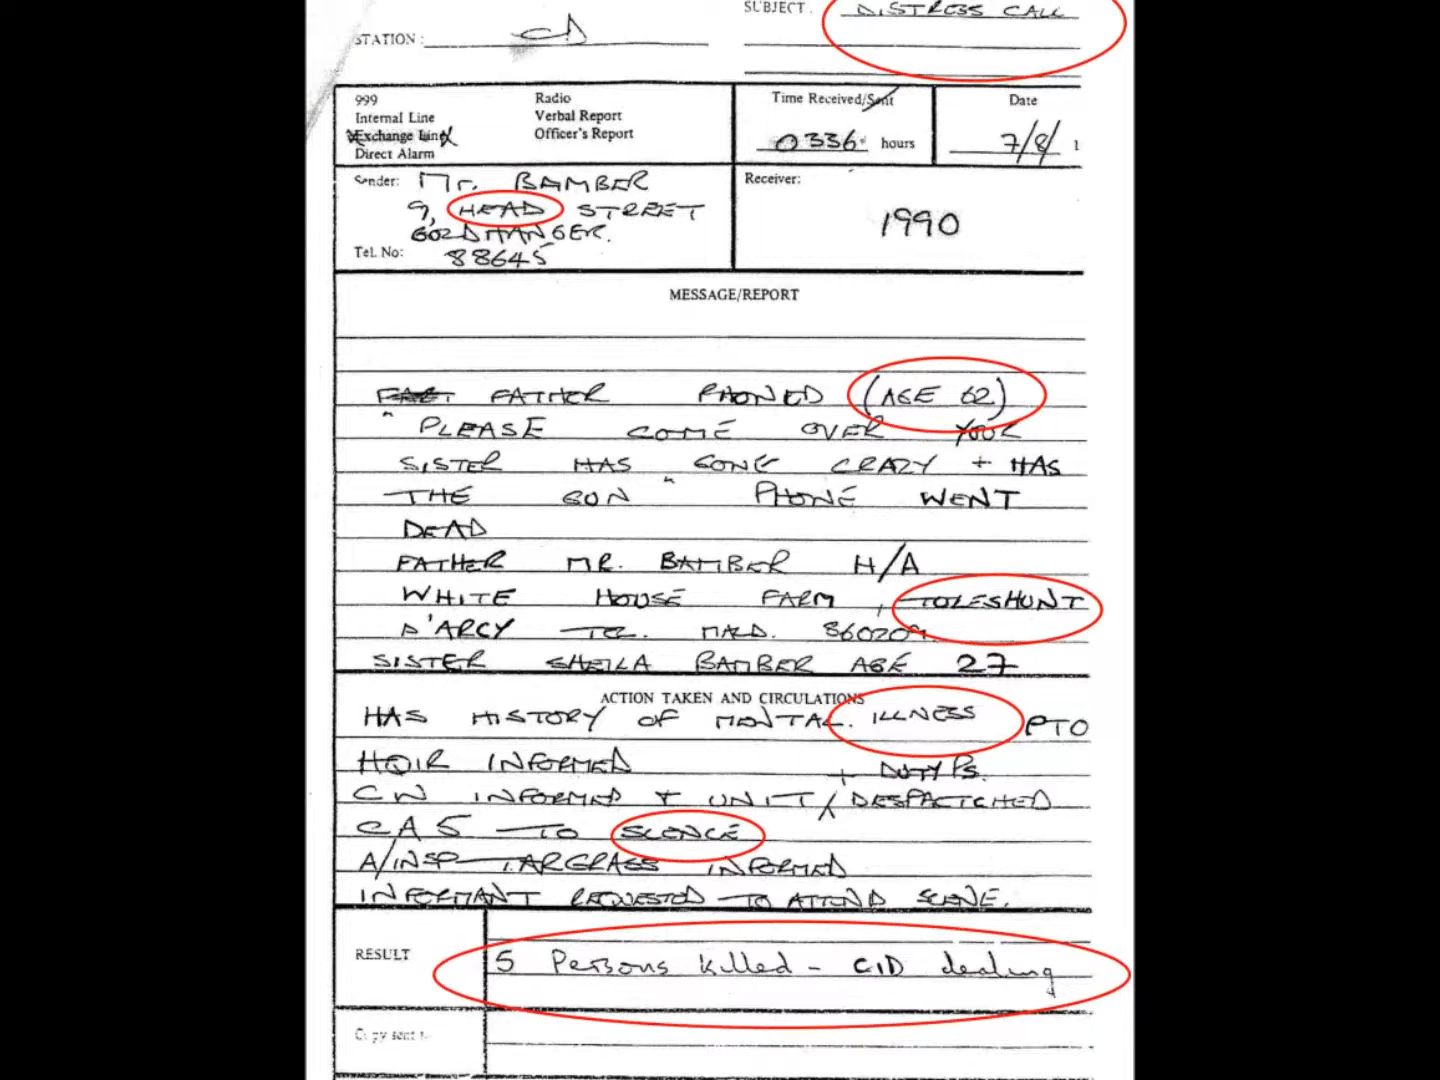 SUBJECT: DISTRESS CALL
STATION: CD
999 Radio Time Received/Sent Date
Internal Line Verbal Report
Exchange Line Officer's Report 0336 hours 7/8/ 1
Direct Alarm
Sender: Mr. BAMBER Receiver:
9, HEAD STREET 1990
GOLDHANGER.
Tel. No: 88645
MESSAGE/REPORT
FATHER PHONED (AGE 62)
"PLEASE COME OVER YOUR
SISTER HAS GONE CRAZY + HAS
THE GUN" PHONE WENT
DEAD
FATHER MR. BAMBER H/A
WHITE HOUSE FARM, TOLESHUNT
D'ARCY TEL. MALD. 860209.
SISTER SHEILA BAMBER AGE 27
ACTION TAKEN AND CIRCULATIONS
HAS HISTORY OF MENTAL. ILLNESS PTO
INFORMED + DUTY PS.
CW INFORMED + UNIT / DESPATCHED
CA 5 TO SCENCE
A/INSP INFORMED
INFORMANT REQUESTED TO ATTEND SCENE.
RESULT 5 Persons killed - CID dealing
Copy sent to